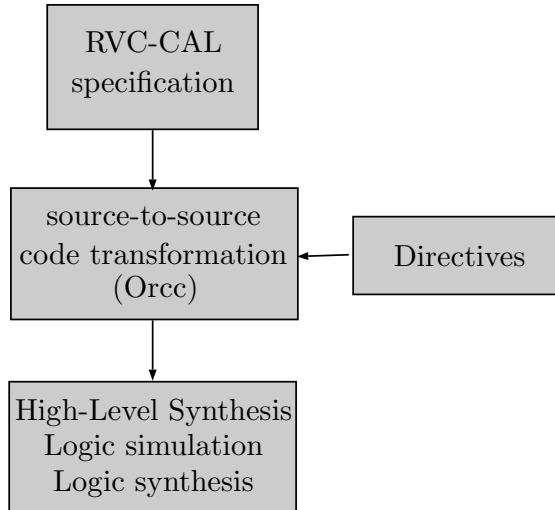 RVC-CAL
specification
source-to-source
code transformation
(Orcc)
Directives
High-Level Synthesis
Logic simulation
Logic synthesis